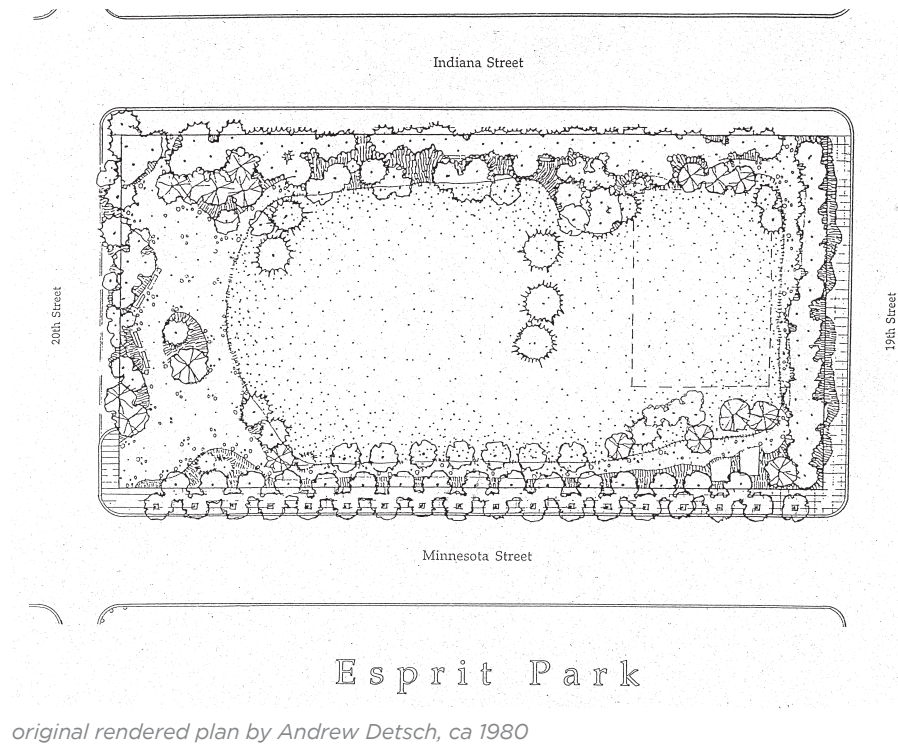 Indiana Street
20th Street
19th Street
Minnesota Street
Esprit Park
original rendered plan by Andrew Detsch, ca 1980